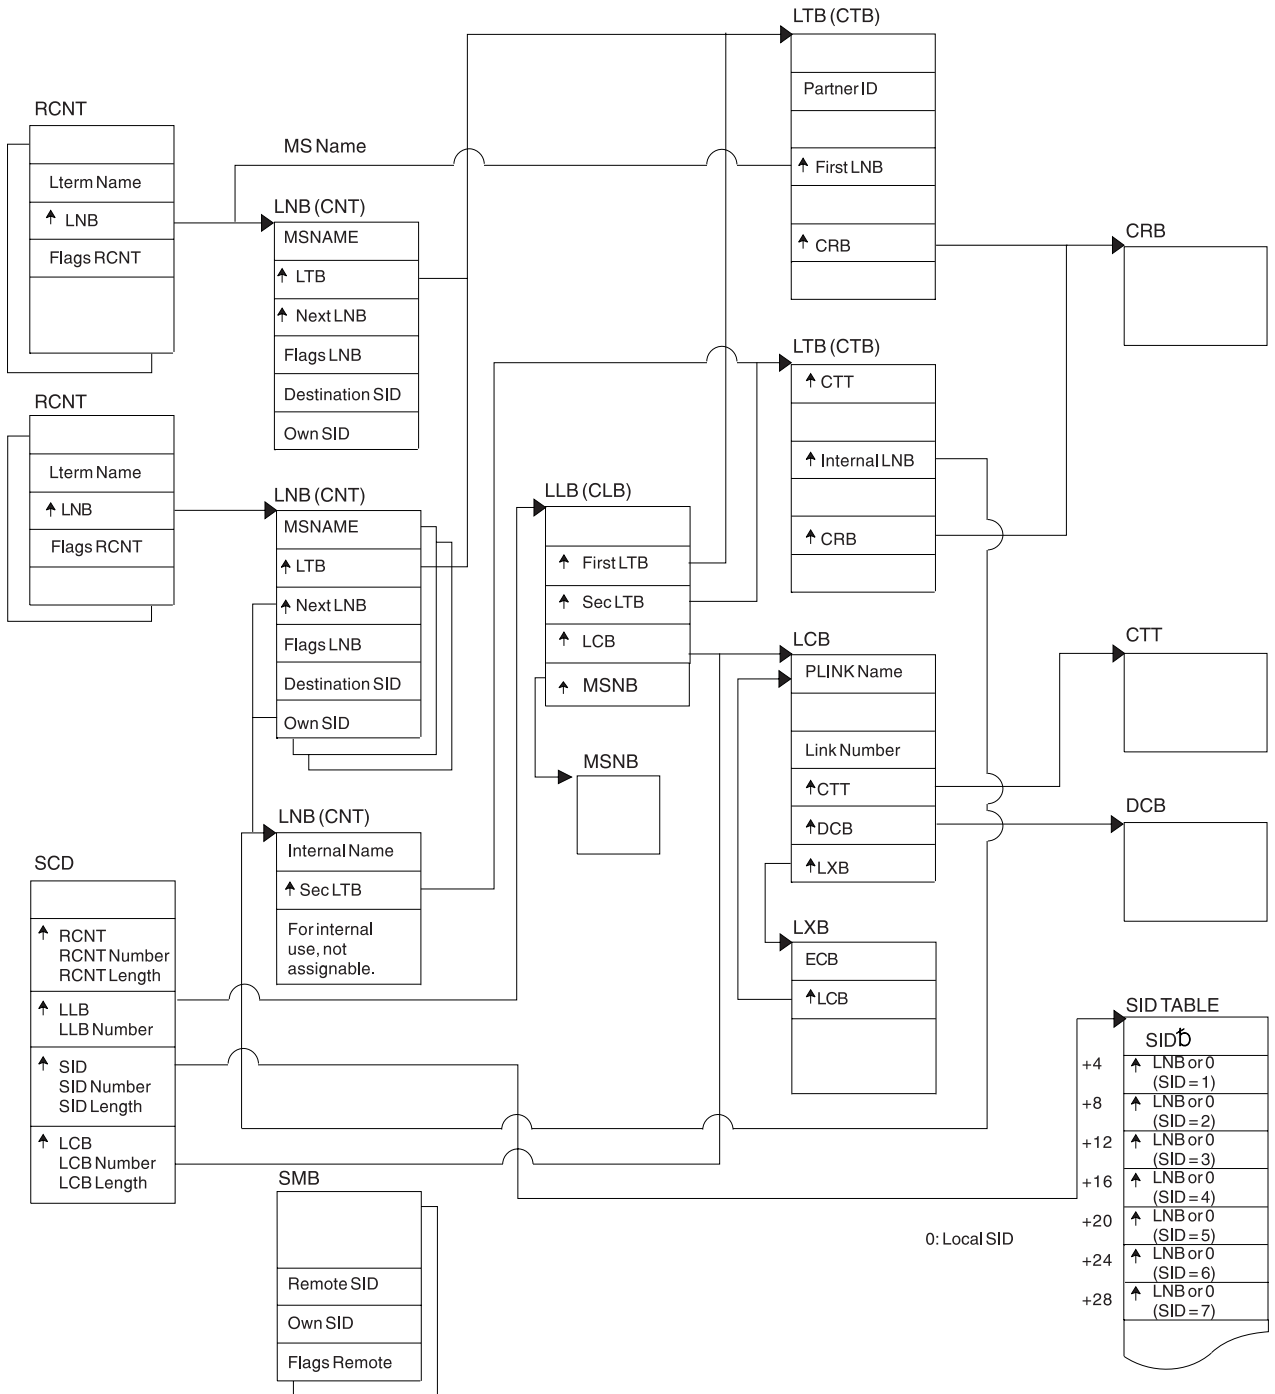 LTB (CTB)
Partner ID
↑ First LNB
↑ CRB
RCNT
Lterm Name
↑ LNB
Flags RCNT
MS Name
LNB (CNT)
MSNAME
↑ LTB
↑ Next LNB
Flags LNB
Destination SID
Own SID
CRB
RCNT
Lterm Name
↑ LNB
Flags RCNT
LNB (CNT)
MSNAME
↑ LTB
↑ Next LNB
Flags LNB
Destination SID
Own SID
LTB (CTB)
↑ CTT
↑ Internal LNB
↑ CRB
LLB (CLB)
↑ First LTB
↑ Sec LTB
↑ LCB
↑ MSNB
MSNB
LCB
PLINK Name
Link Number
↑ CTT
↑ DCB
↑ LXB
CTT
DCB
LNB (CNT)
Internal Name
↑ Sec LTB
For internal
use, not
assignable.
LXB
ECB
↑ LCB
SCD
↑ RCNT
RCNT Number
RCNT Length
↑ LLB
LLB Number
↑ SID
SID Number
SID Length
↑ LCB
LCB Number
LCB Length
SMB
Remote SID
Own SID
Flags Remote
0: Local SID
SID TABLE
SIDƀ
+4 ↑ LNB or 0
(SID = 1)
+8 ↑ LNB or 0
(SID = 2)
+12 ↑ LNB or 0
(SID = 3)
+16 ↑ LNB or 0
(SID = 4)
+20 ↑ LNB or 0
(SID = 5)
+24 ↑ LNB or 0
(SID = 6)
+28 ↑ LNB or 0
(SID = 7)